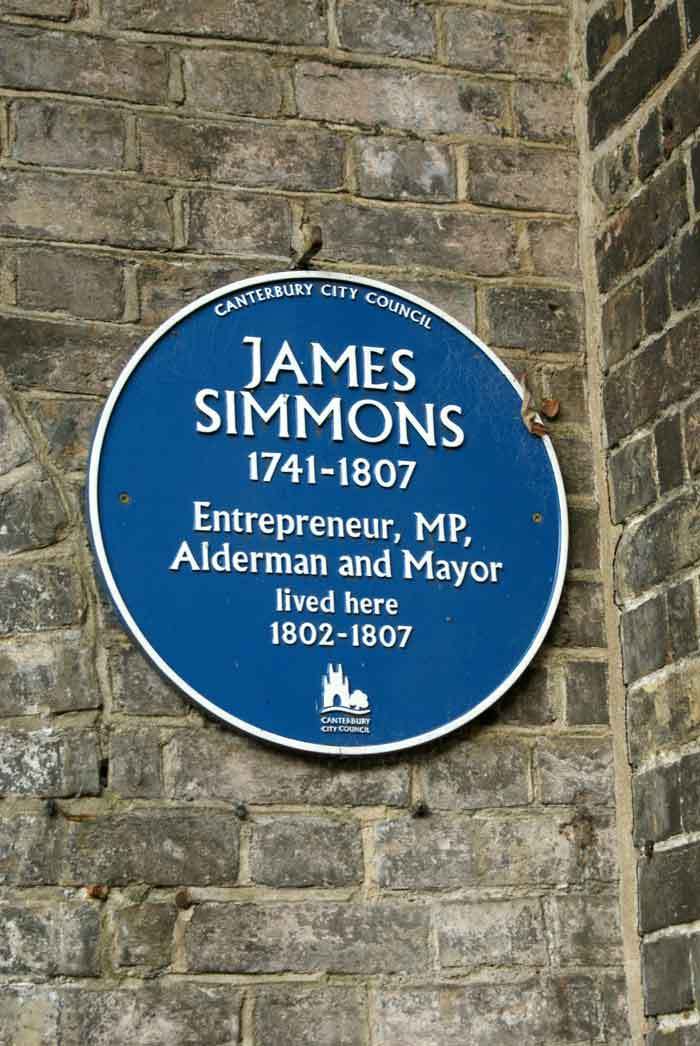 CANTERBURY CITY COUNCIL
JAMES
SIMMONS
1741-1807
Entrepreneur, MP,
Alderman and Mayor
lived here
1802-1807
CANTERBURY
CITY COUNCIL